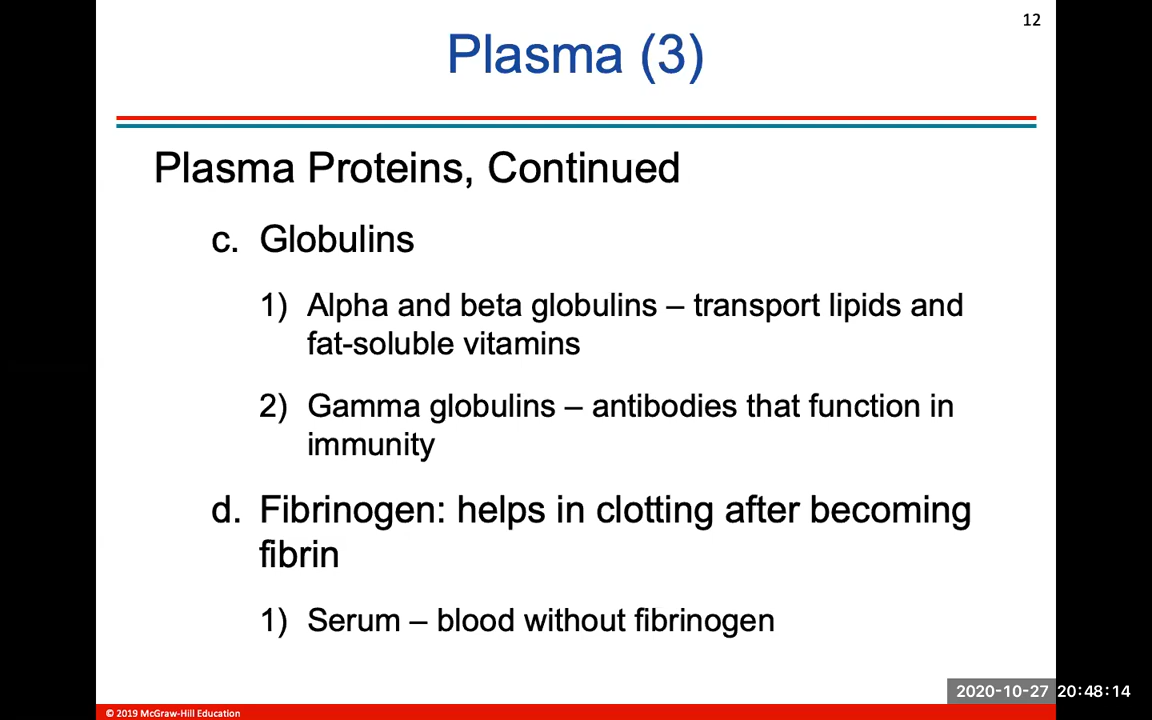 12
Plasma (3)
Plasma Proteins, Continued
c. Globulins
1) Alpha and beta globulins – transport lipids and
fat-soluble vitamins
2) Gamma globulins – antibodies that function in
immunity
d. Fibrinogen: helps in clotting after becoming
fibrin
1) Serum – blood without fibrinogen
2020-10-27 20:48:14
© 2019 McGraw-Hill Education